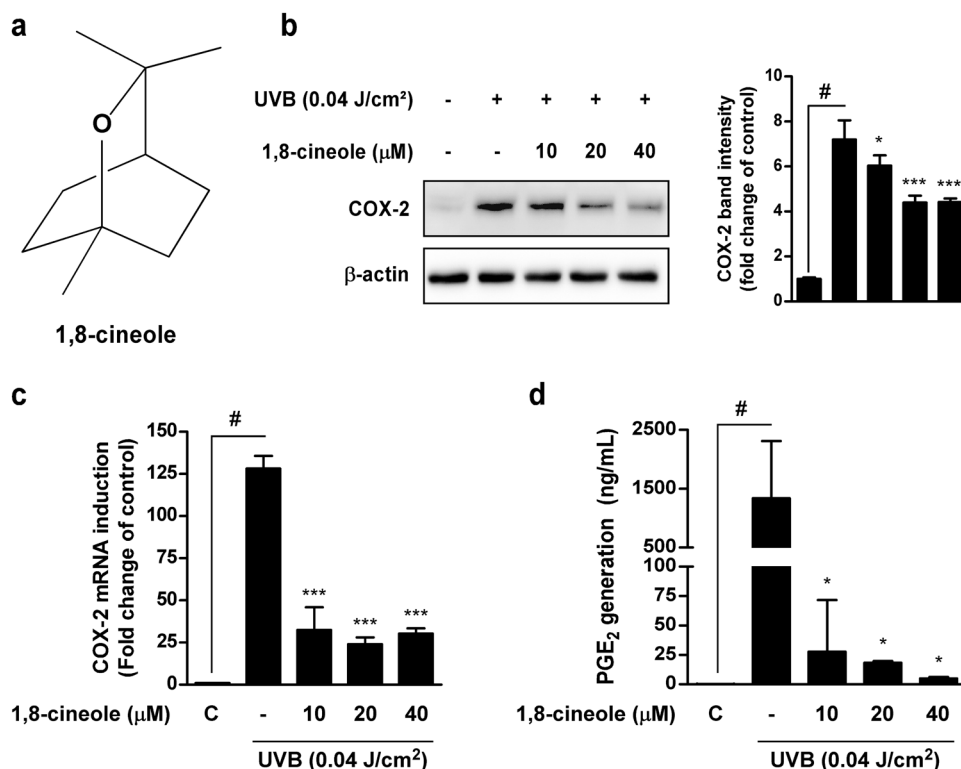 a
O
1,8-cineole
b
UVB (0.04 J/cm²) - + + + +
1,8-cineole (μM) - - 10 20 40
COX-2
β-actin
COX-2 band intensity
(fold change of control)
10
8
6
4
2
0
#
*
***
***
c
COX-2 mRNA induction
(Fold change of control)
150
125
100
75
50
25
0
#
***
***
***
1,8-cineole (μM) C - 10 20 40
UVB (0.04 J/cm²)
d
PGE₂ generation (ng/mL)
2500
1500
500
100
75
50
25
0
#
*
*
*
1,8-cineole (μM) C - 10 20 40
UVB (0.04 J/cm²)